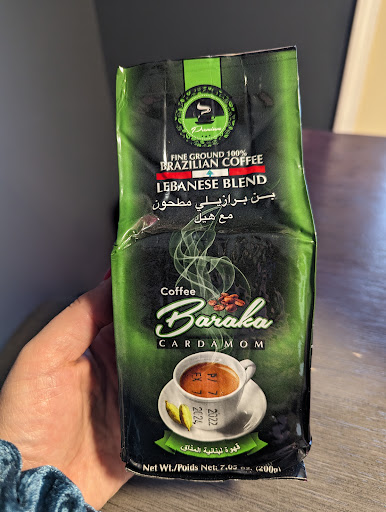 Premium
FINE GROUND 100%
BRAZILIAN COFFEE
LEBANESE BLEND
بن برازيلي مطحون
مع هيل
Coffee
Baraka
CARDAMOM
قهوة لبنانية المذاق
Net Wt./Poids Net: 7.05 oz. (200g)